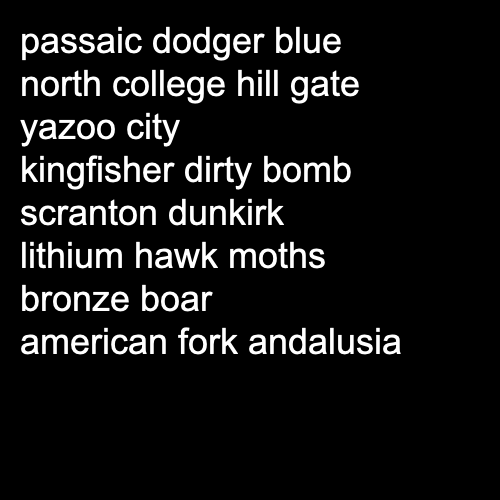 passaic dodger blue
north college hill gate
yazoo city
kingfisher dirty bomb
scranton dunkirk
lithium hawk moths
bronze boar
american fork andalusia